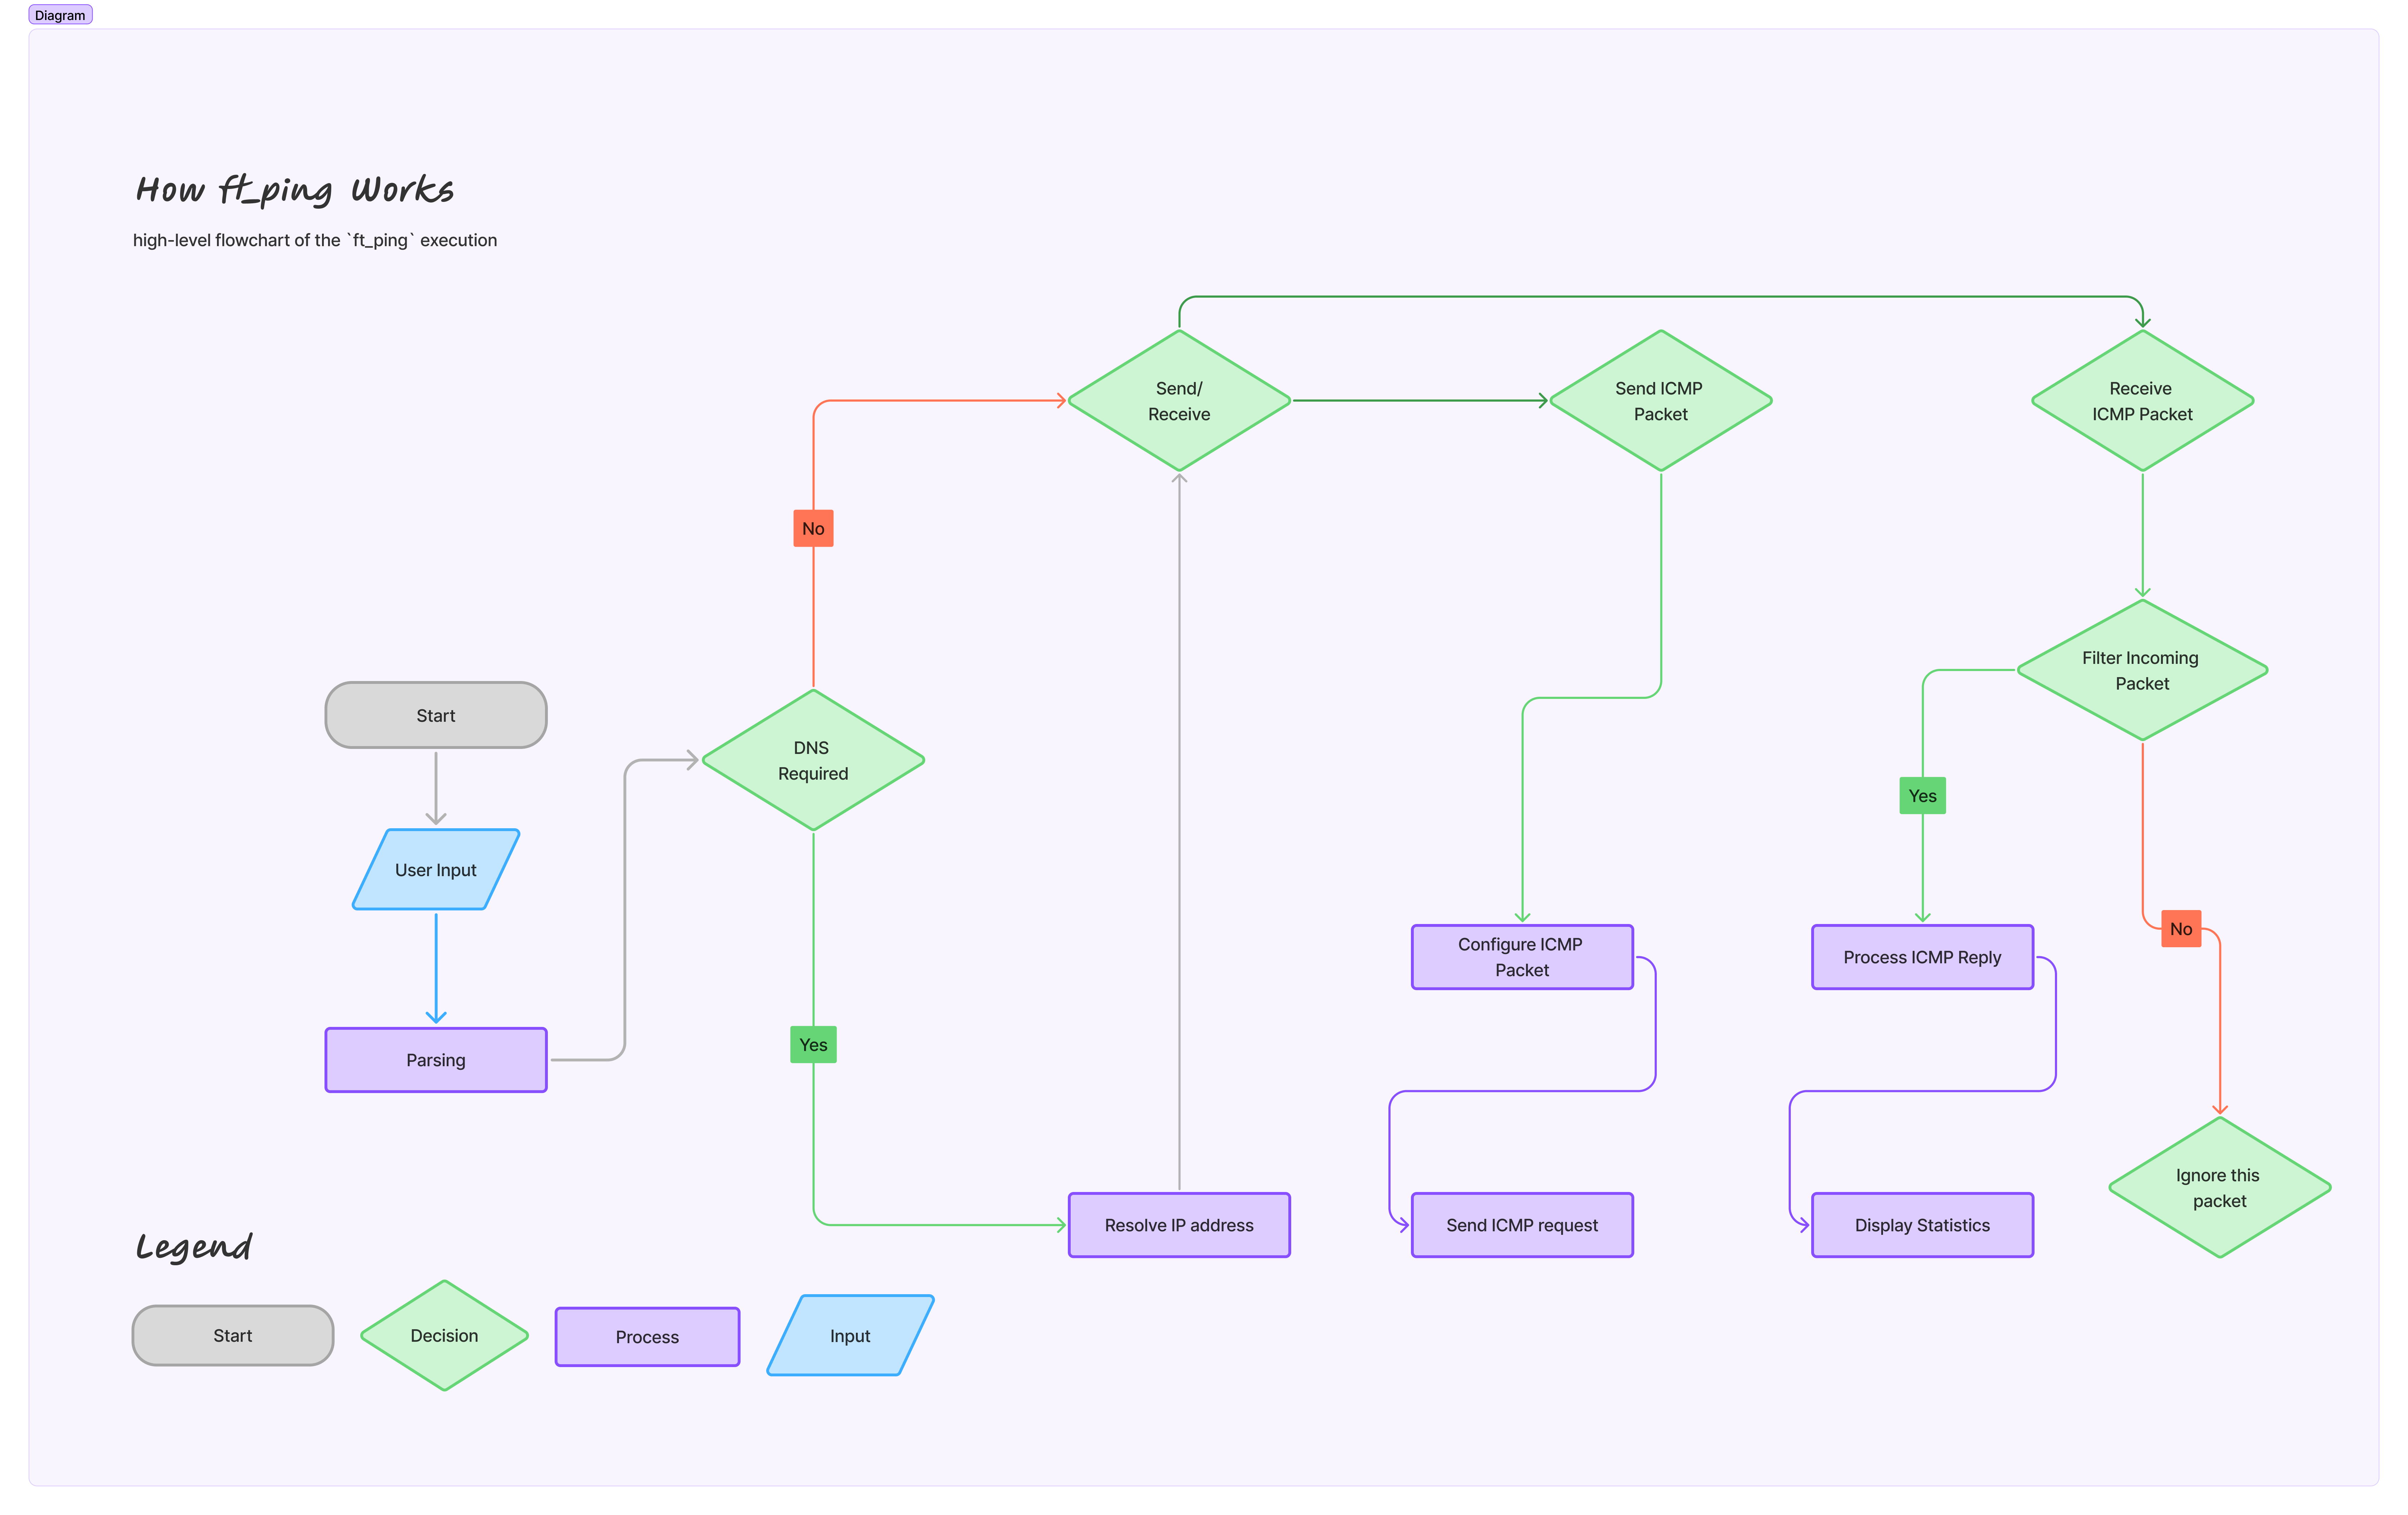 Diagram
How ft_ping Works
high-level flowchart of the `ft_ping` execution
Send/
Receive
Send ICMP
Packet
Receive
ICMP Packet
No
Filter Incoming
Packet
Start
DNS
Required
Yes
User Input
Configure ICMP
Packet
Process ICMP Reply
No
Yes
Parsing
Ignore this
packet
Resolve IP address
Send ICMP request
Display Statistics
Legend
Start
Decision
Process
Input